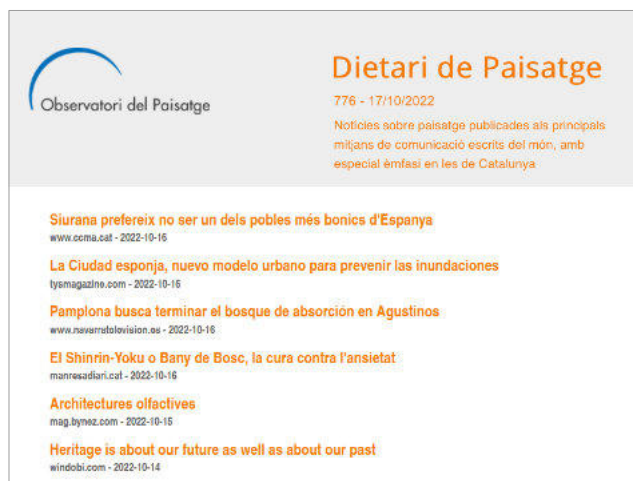 Observatori del Paisatge
Dietari de Paisatge
776 - 17/10/2022
Notícies sobre paisatge publicades als principals
mitjans de comunicació escrits del món, amb
especial èmfasi en les de Catalunya
Siurana prefereix no ser un dels pobles més bonics d'Espanya
www.ccma.cat - 2022-10-16
La Ciudad esponja, nuevo modelo urbano para prevenir las inundaciones
tysmagazine.com - 2022-10-16
Pamplona busca terminar el bosque de absorción en Agustinos
www.navarratelevision.es - 2022-10-16
El Shinrin-Yoku o Bany de Bosc, la cura contra l'ansietat
manresadiari.cat - 2022-10-16
Architectures olfactives
mag.bynez.com - 2022-10-15
Heritage is about our future as well as about our past
windobi.com - 2022-10-14